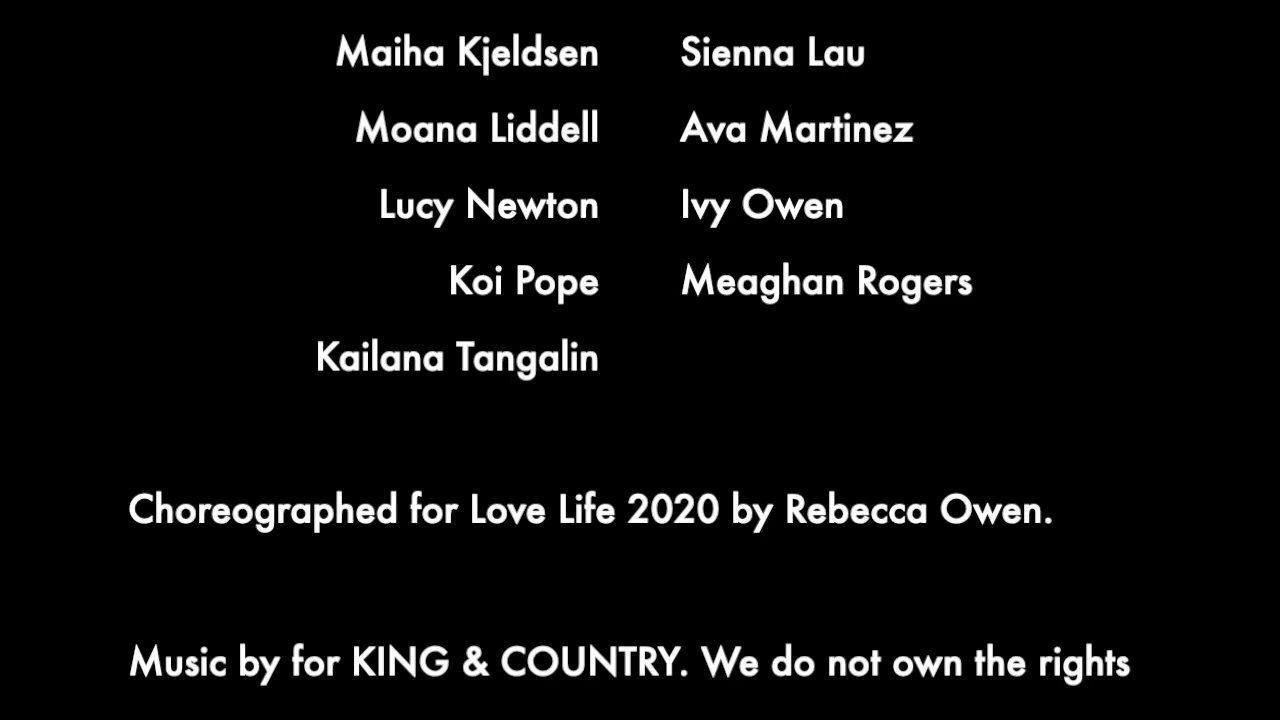 Maiha Kjeldsen Sienna Lau
Moana Liddell Ava Martinez
Lucy Newton Ivy Owen
Koi Pope Meaghan Rogers
Kailana Tangalin
Choreographed for Love Life 2020 by Rebecca Owen.
Music by for KING & COUNTRY. We do not own the rights